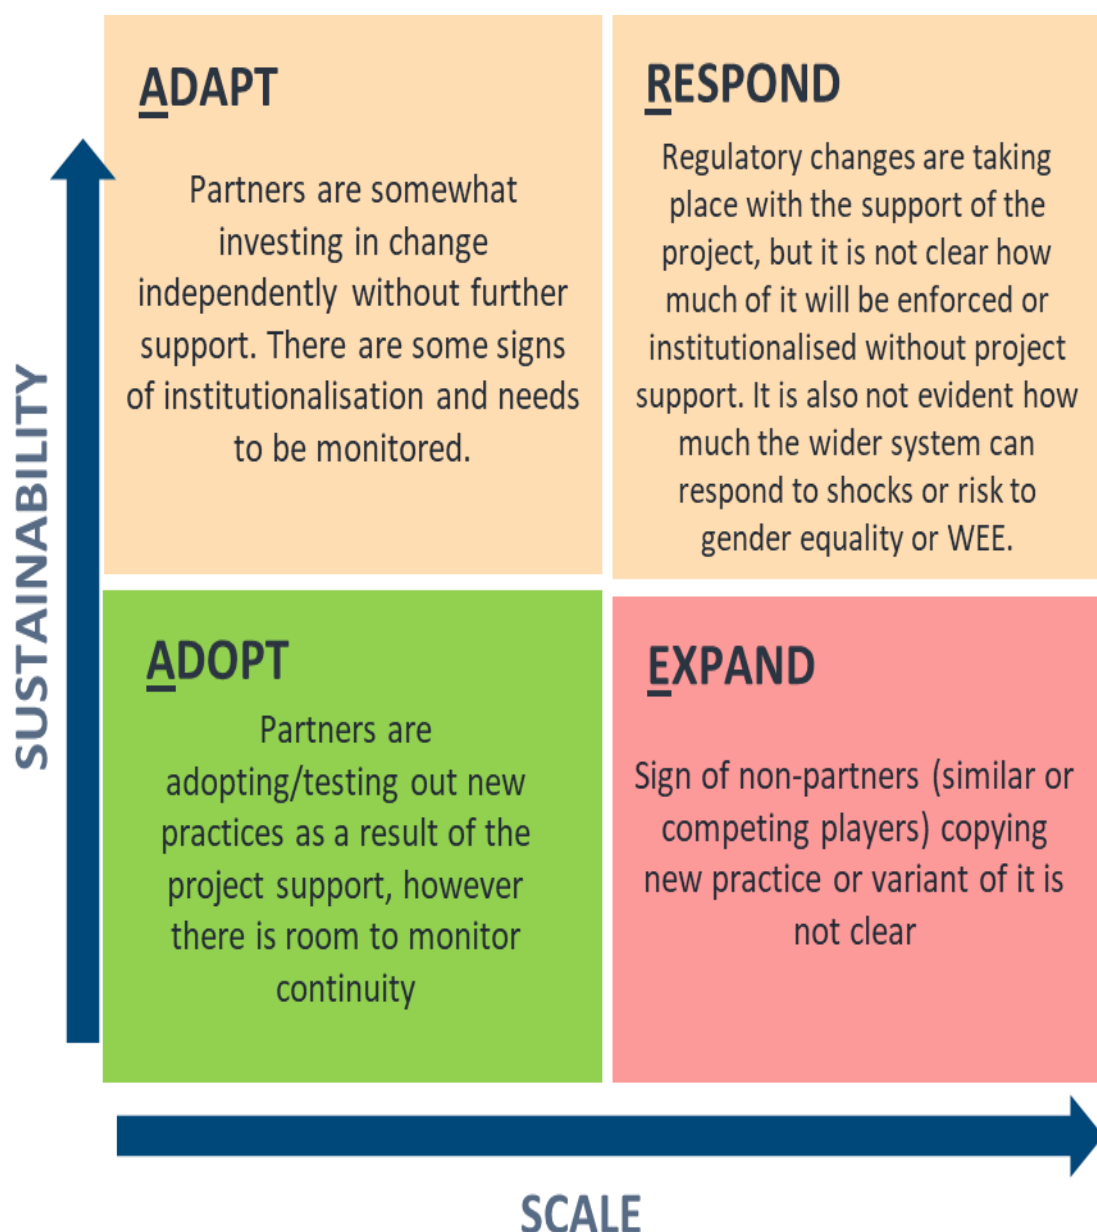 ADAPT
Partners are somewhat
investing in change
independently without further
support. There are some signs
of institutionalisation and needs
to be monitored.
RESPOND
Regulatory changes are taking
place with the support of the
project, but it is not clear how
much of it will be enforced or
institutionalised without project
support. It is also not evident how
much the wider system can
respond to shocks or risk to
gender equality or WEE.
SUSTAINABILITY
ADOPT
Partners are
adopting/testing out new
practices as a result of the
project support, however
there is room to monitor
continuity
EXPAND
Sign of non-partners (similar or
competing players) copying
new practice or variant of it is
not clear
SCALE